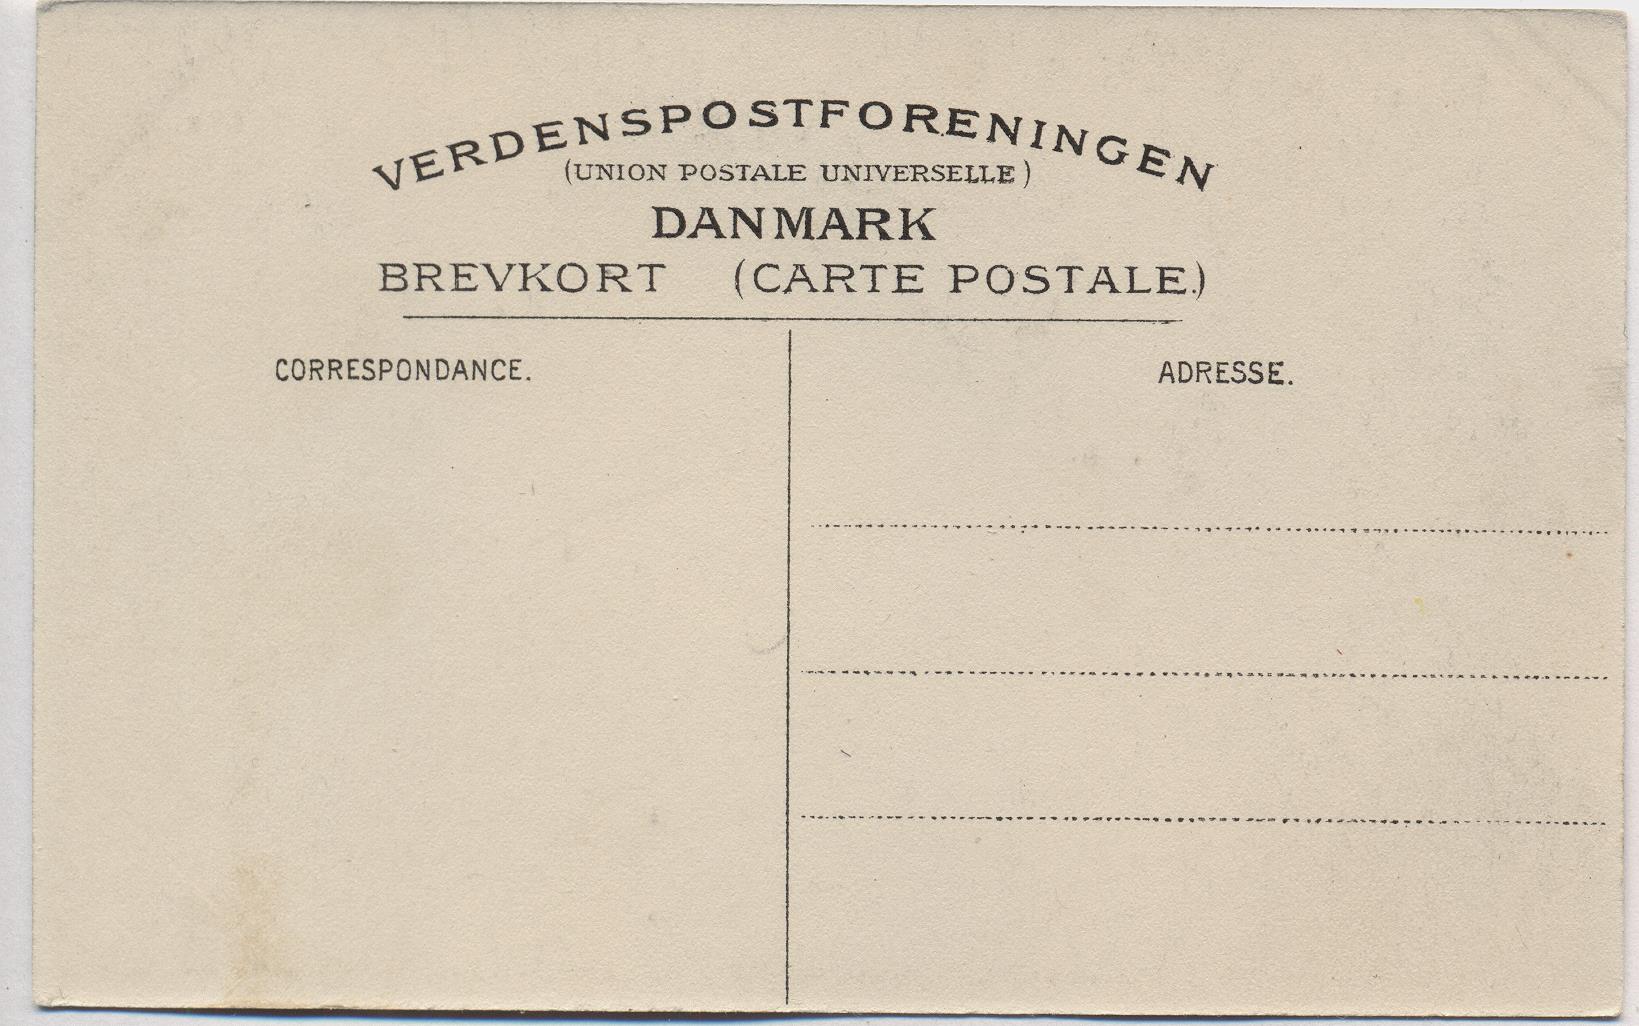 VERDENSPOSTFORENINGEN
(UNION POSTALE UNIVERSELLE)
DANMARK
BREVKORT (CARTE POSTALE.)
CORRESPONDANCE.
ADRESSE.